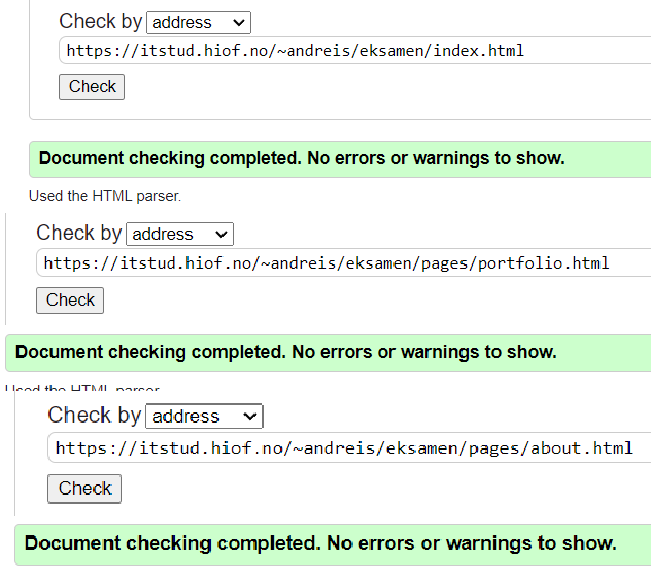 Check by address
https://itstud.hiof.no/~andreis/eksamen/index.html
Check
Document checking completed. No errors or warnings to show.
Used the HTML parser.
Check by address
https://itstud.hiof.no/~andreis/eksamen/pages/portfolio.html
Check
Document checking completed. No errors or warnings to show.
Used the HTML parser
Check by address
https://itstud.hiof.no/~andreis/eksamen/pages/about.html
Check
Document checking completed. No errors or warnings to show.